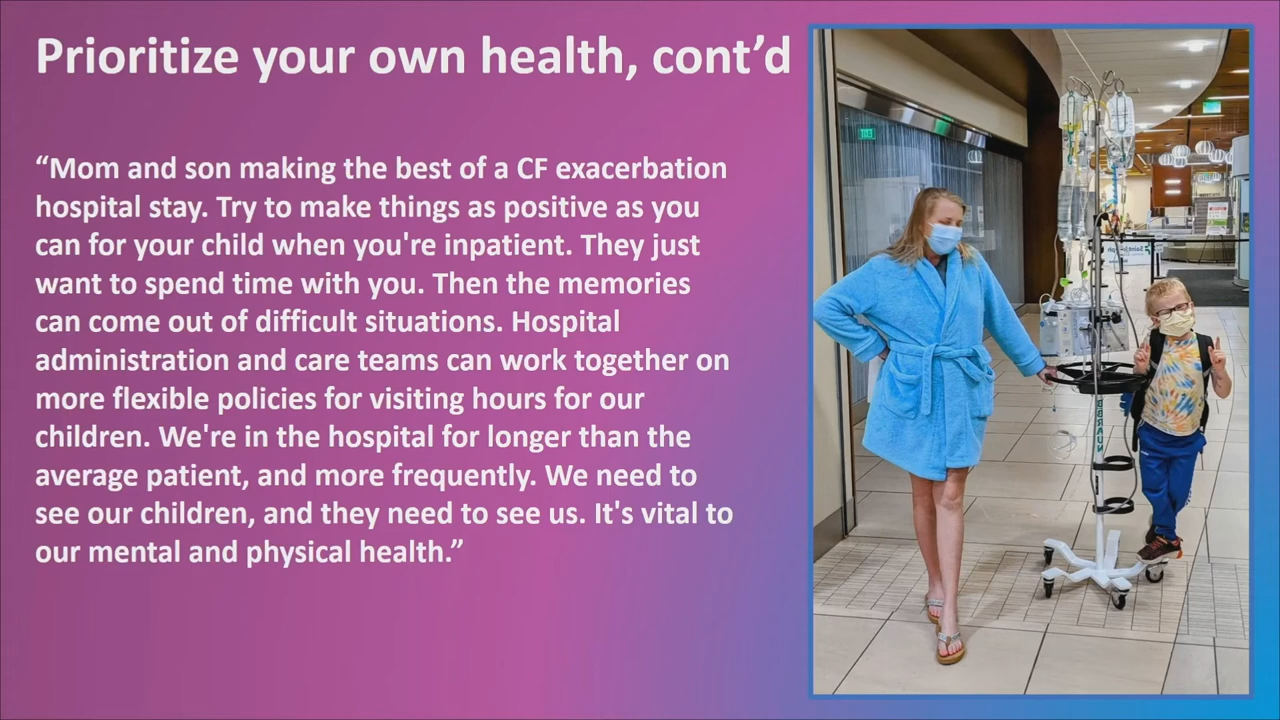 Prioritize your own health, cont’d
“Mom and son making the best of a CF exacerbation
hospital stay. Try to make things as positive as you
can for your child when you're inpatient. They just
want to spend time with you. Then the memories
can come out of difficult situations. Hospital
administration and care teams can work together on
more flexible policies for visiting hours for our
children. We're in the hospital for longer than the
average patient, and more frequently. We need to
see our children, and they need to see us. It's vital to
our mental and physical health.”
EXIT
BBRAUN